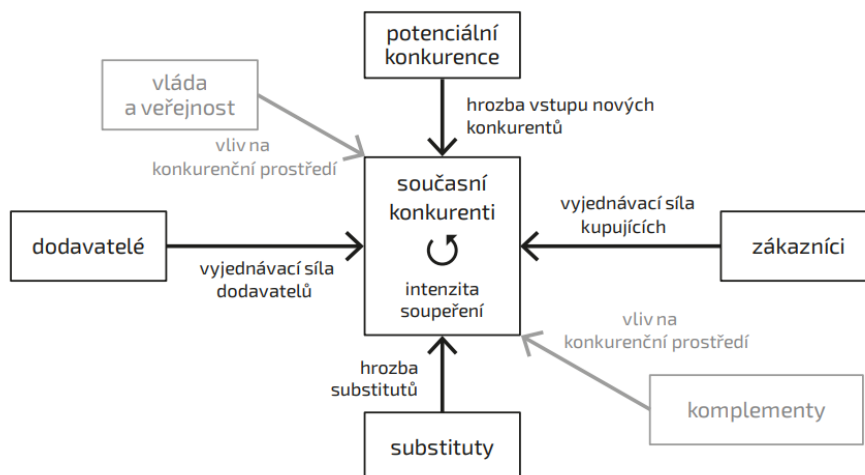 potenciální
konkurence
vláda
a veřejnost
hrozba vstupu nových
konkurentů
vliv na
konkurenční prostředí
současní
konkurenti
intenzita
soupeření
dodavatelé
vyjednávací síla
dodavatelů
vyjednávací síla
kupujících
zákazníci
vliv na
konkurenční prostředí
hrozba
substitutů
substituty
komplementy